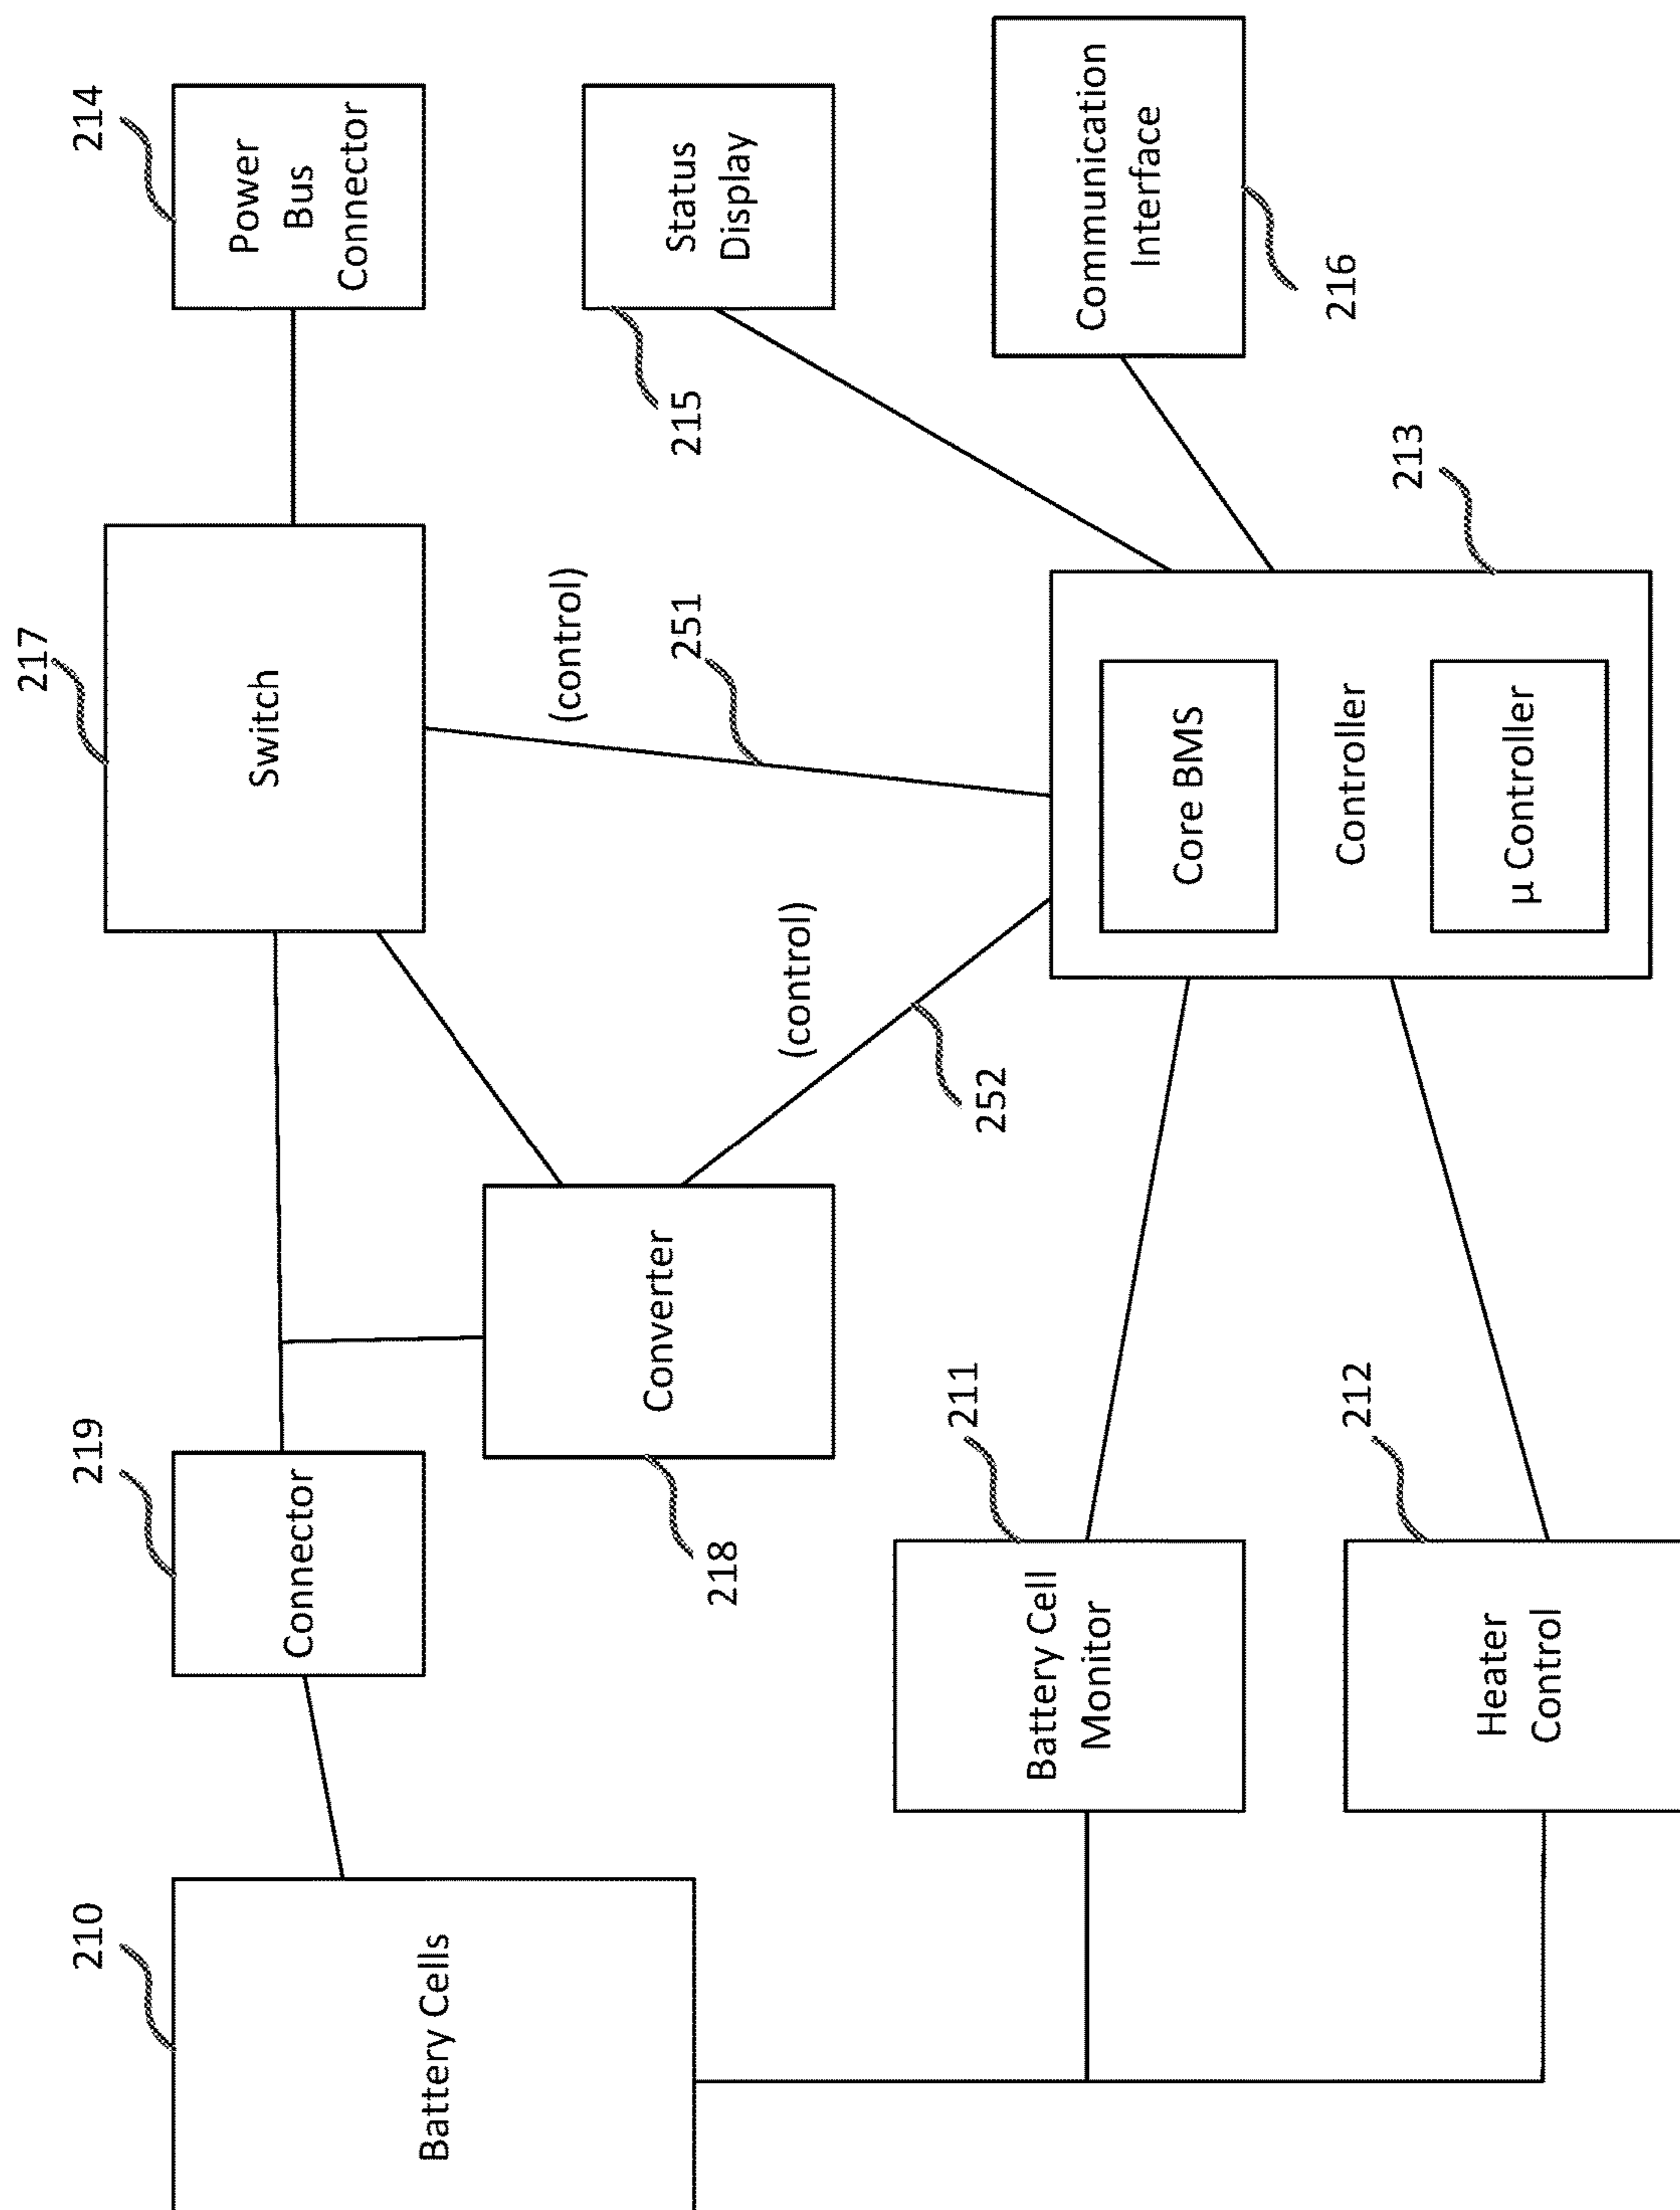 214
Power
Bus
Connector
217
Switch
219
Connector
210
Battery Cells
Status
Display
215
(control)
251
Converter
218
(control)
252
Communication
Interface
216
213
Core BMS
Controller
µ Controller
211
Battery Cell
Monitor
212
Heater
Control